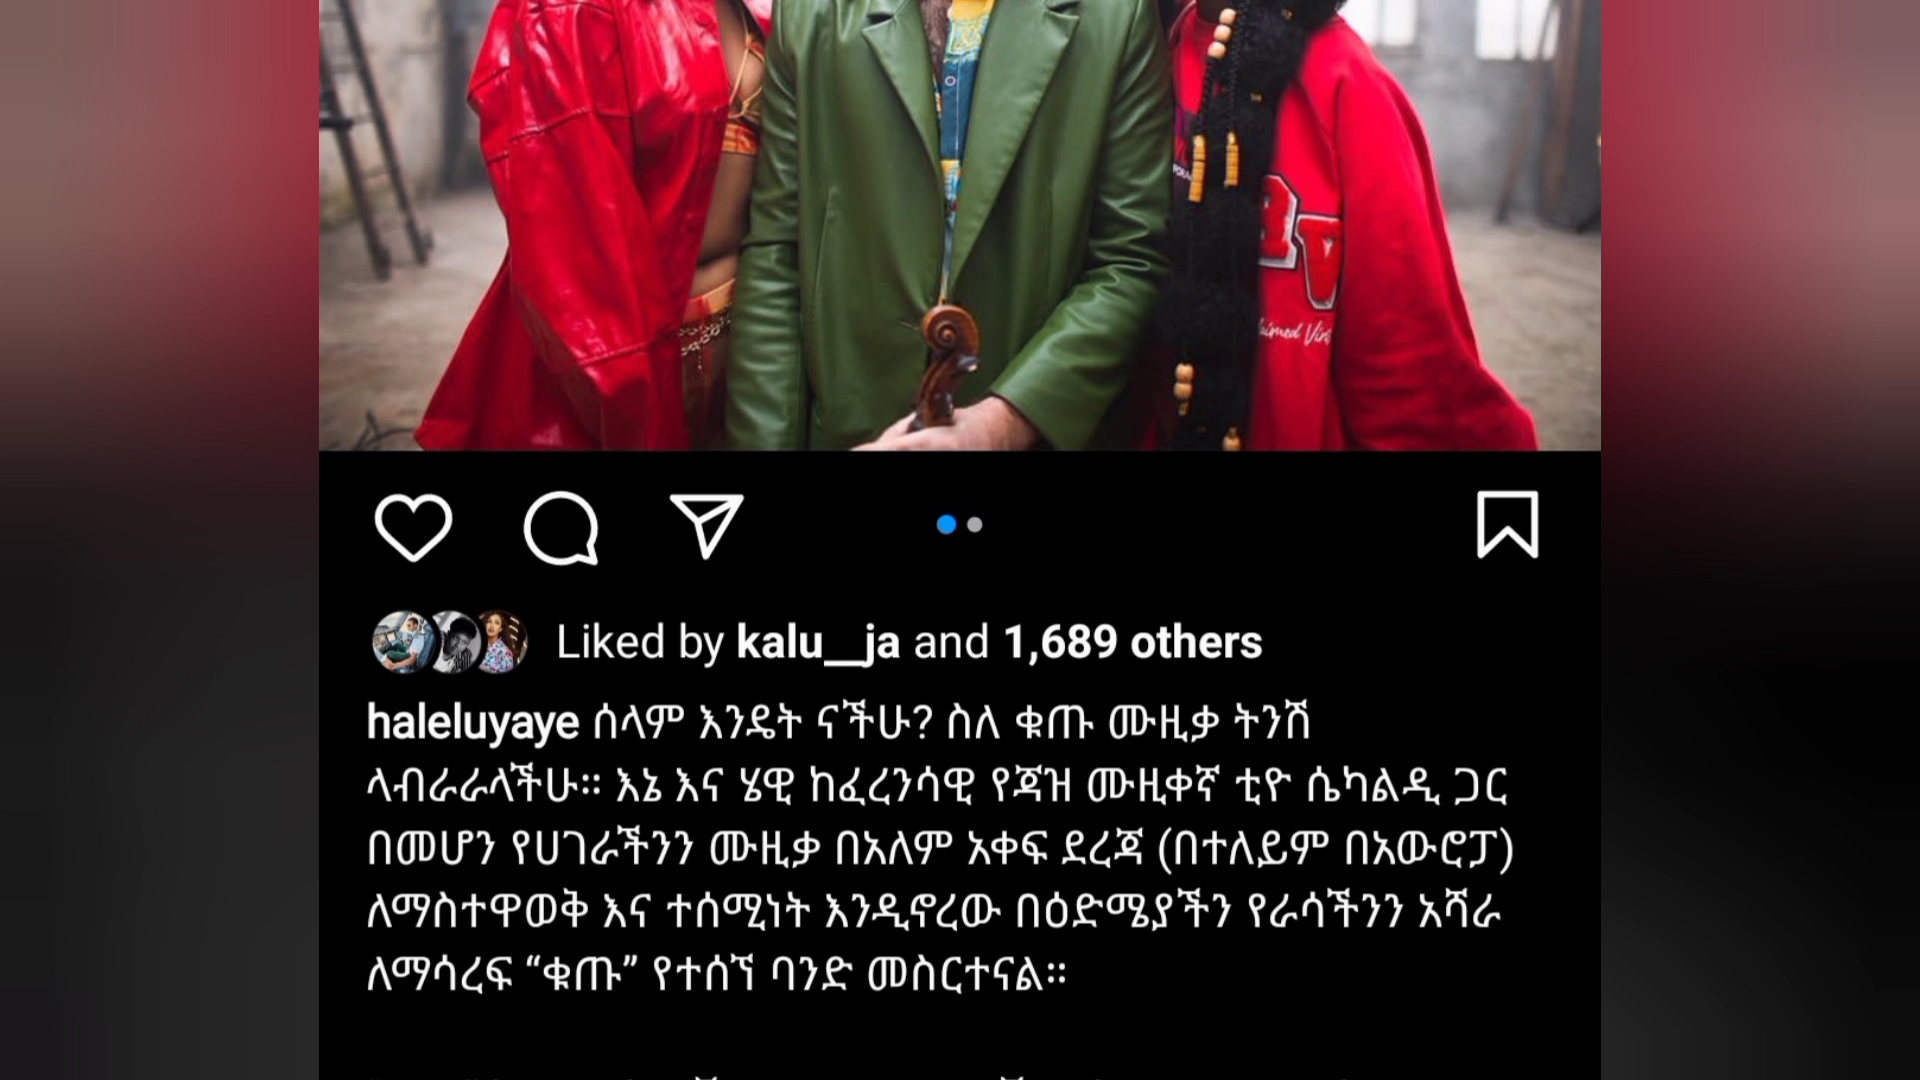 RV
Liked by kalu__ja and 1,689 others
haleluyaye ሰላም እንዴት ናችሁ? ስለ ቁጡ ሙዚቃ ትንሽ
ላብራራላችሁ። እኔ እና ሄዊ ከፈረንሳዊ የጃዝ ሙዚቀኛ ቲዮ ሴካልዲ ጋር
በመሆን የሀገራችንን ሙዚቃ በአለም አቀፍ ደረጃ (በተለይም በአውሮፓ)
ለማስተዋወቅ እና ተሰሚነት እንዲኖረው በዕድሜያችን የራሳችንን አሻራ
ለማሳረፍ “ቁጡ” የተሰኘ ባንድ መስርተናል።